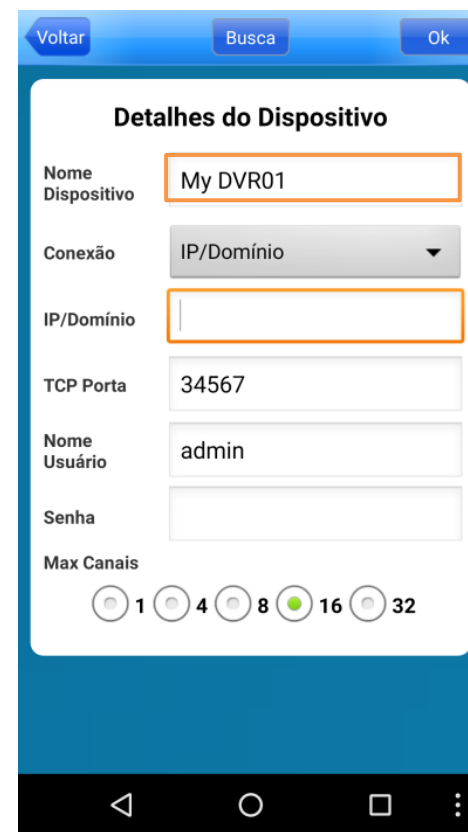 Voltar Busca Ok
Detalhes do Dispositivo
Nome
Dispositivo
My DVR01
Conexão IP/Domínio
IP/Domínio
TCP Porta 34567
Nome
Usuário
admin
Senha
Max Canais
1 4 8 16 32